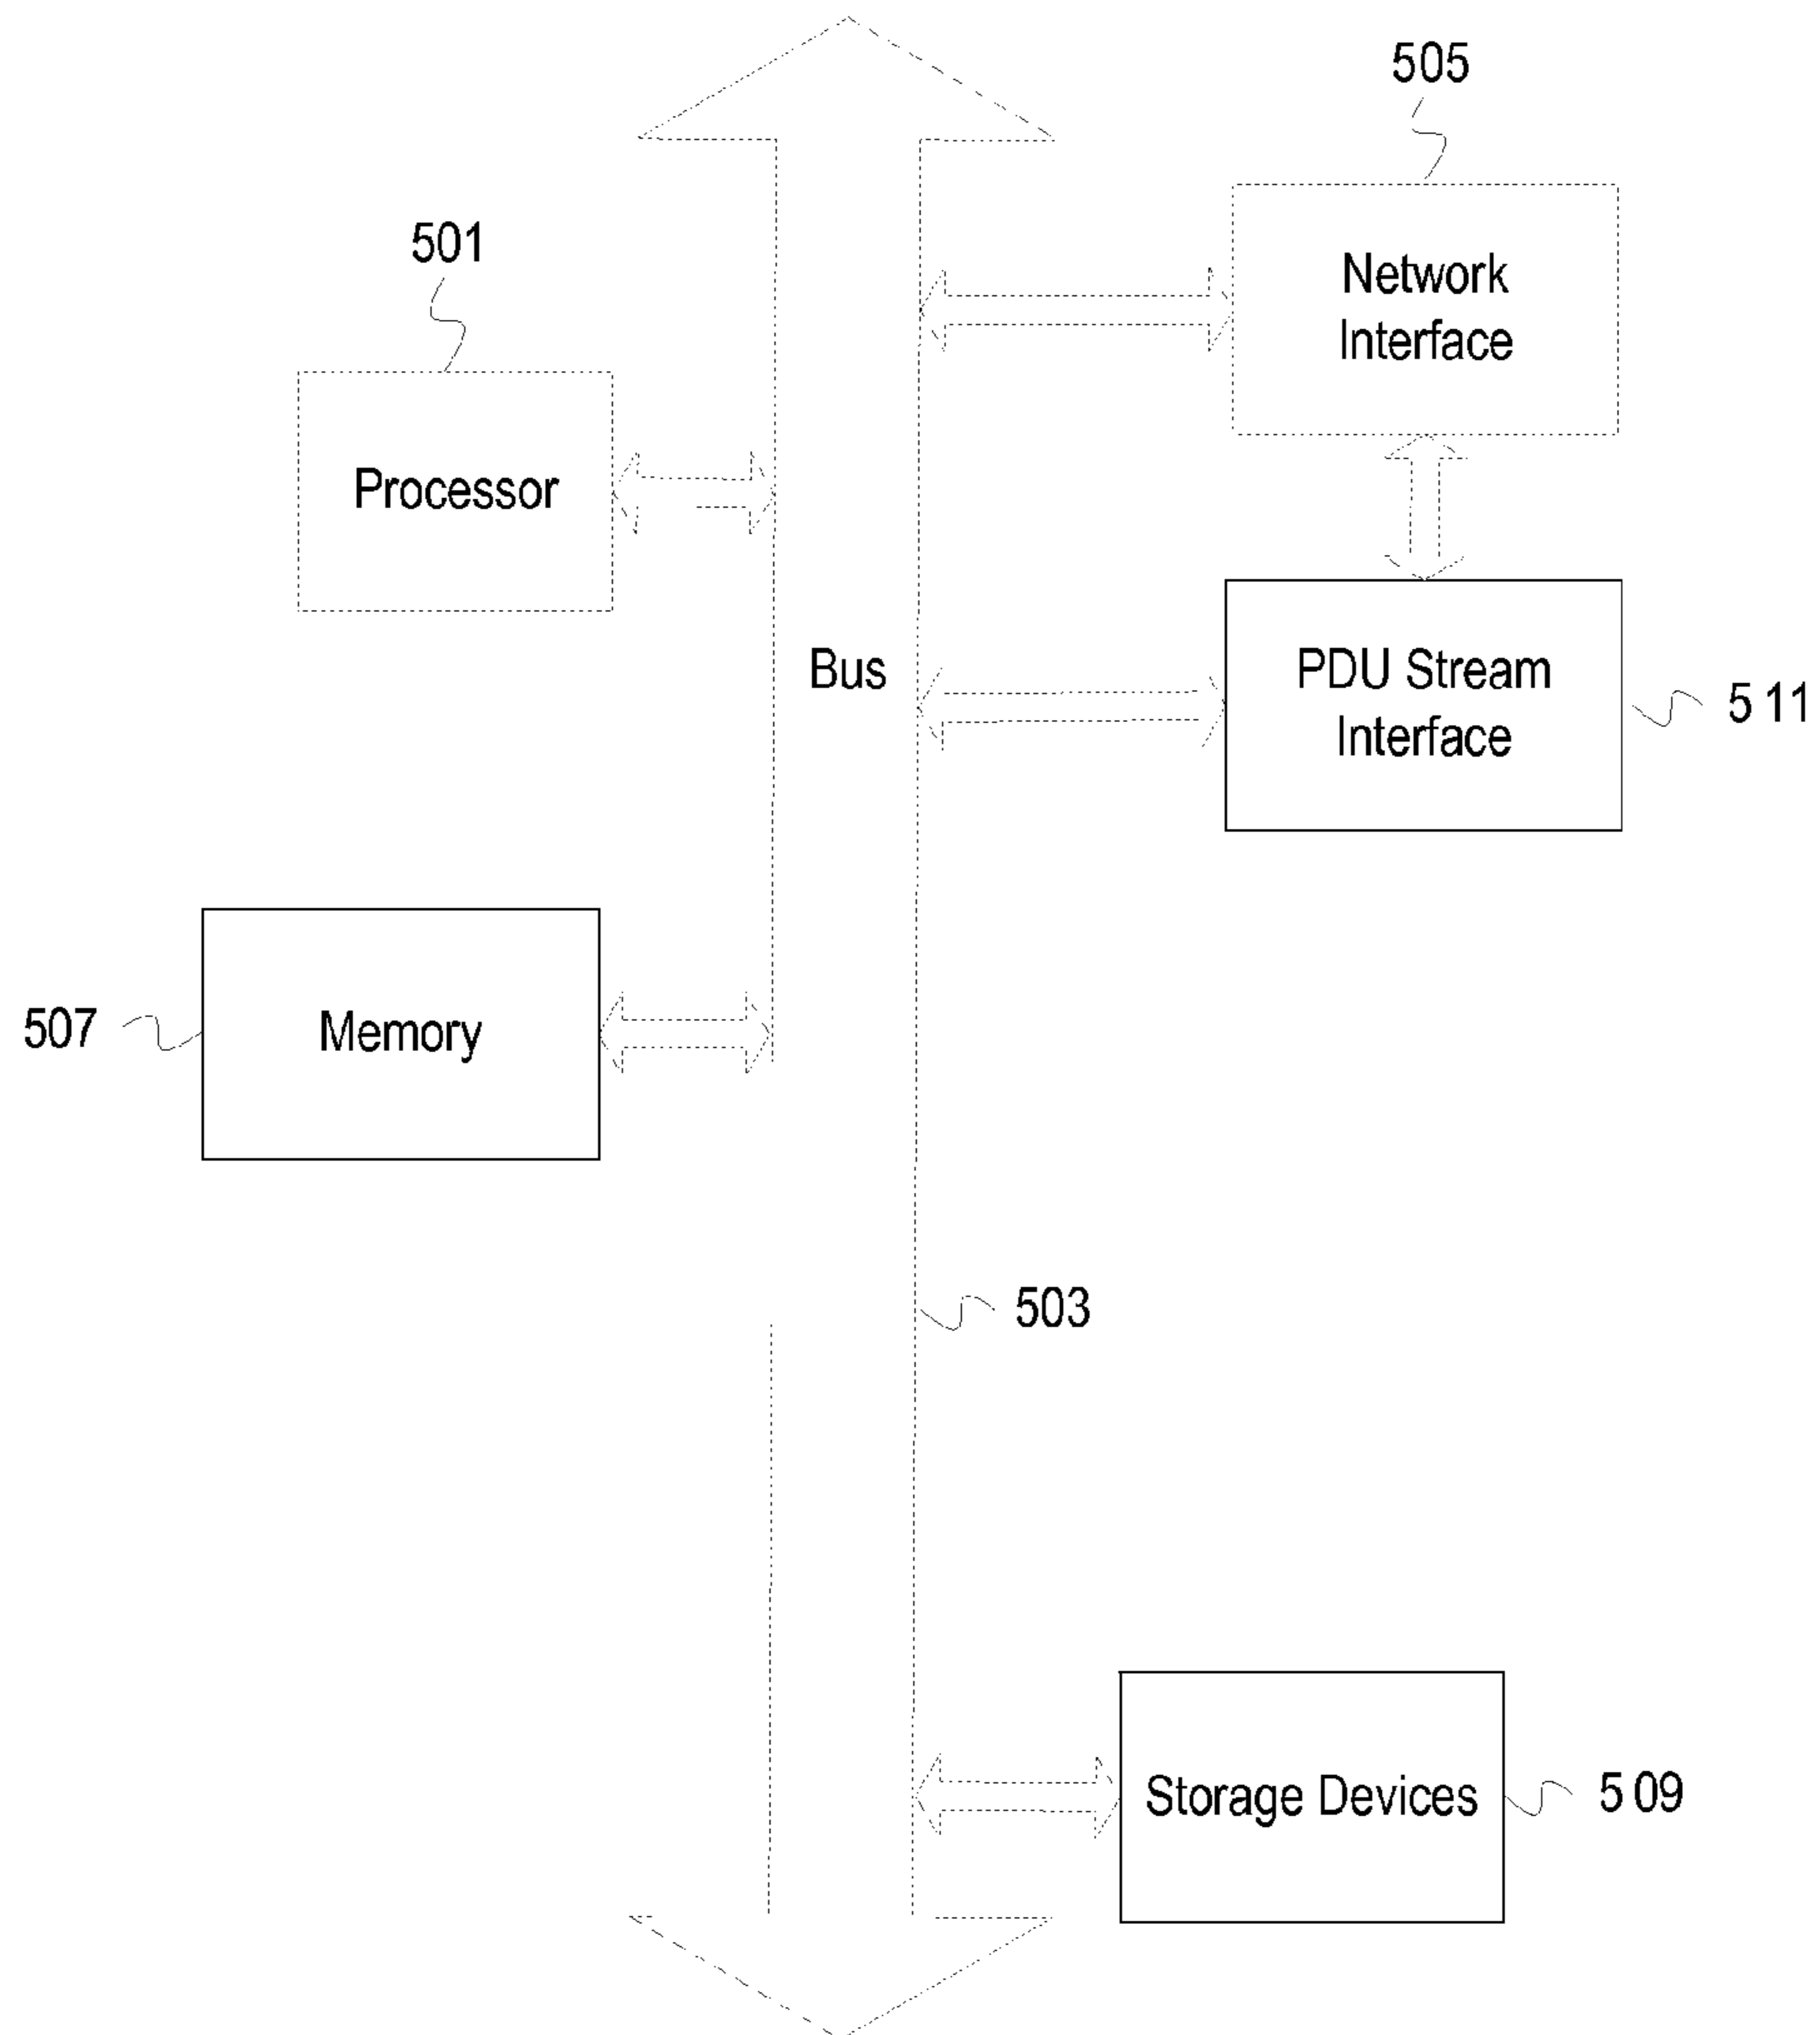 505
501
Network
Interface
Processor
Bus
PDU Stream
Interface
5 11
507
Memory
503
Storage Devices
5 09